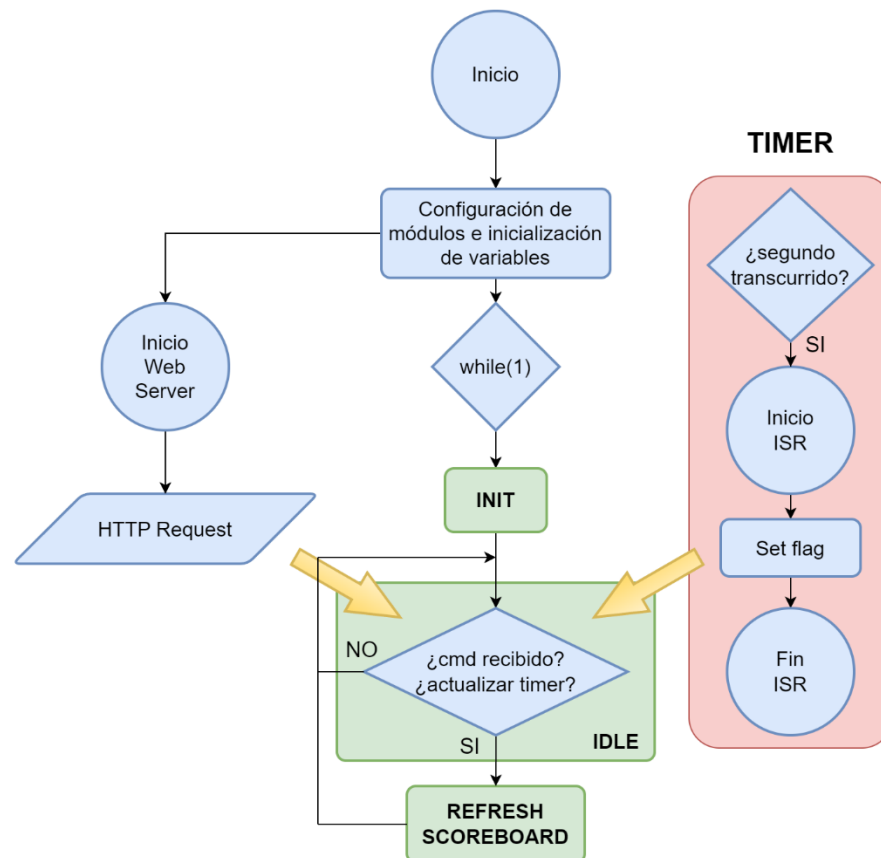 Inicio
TIMER
Configuración de
módulos e inicialización
de variables
¿segundo
transcurrido?
SI
Inicio
Web
Server
while(1)
Inicio
ISR
INIT
HTTP Request
Set flag
NO
¿cmd recibido?
¿actualizar timer?
SI
IDLE
Fin
ISR
REFRESH
SCOREBOARD